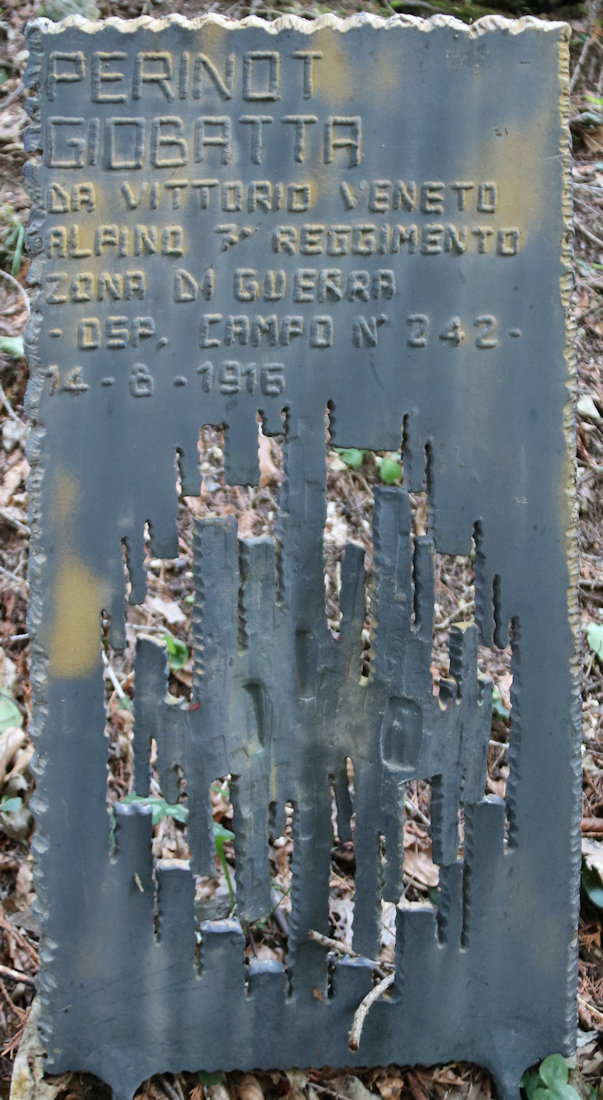 PERINOT
GIOBATTA
DA VITTORIO VENETO
ALPINO 7° REGGIMENTO
ZONA DI GUERRA
- OSP. CAMPO N° 242 -
14 - 6 - 1916